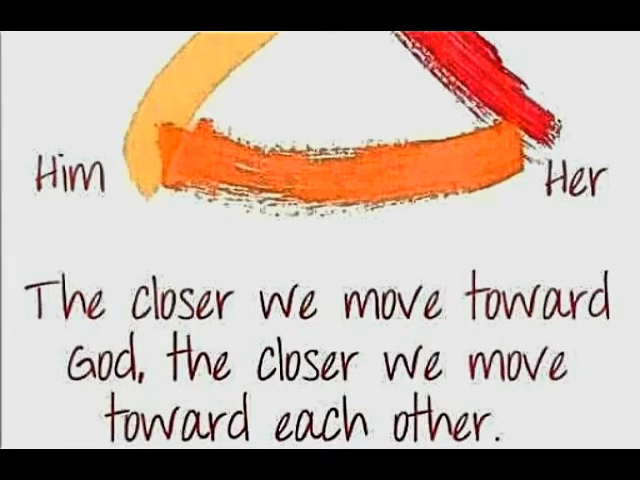 Him
Her
The closer we move toward
God, the closer we move
toward each other.